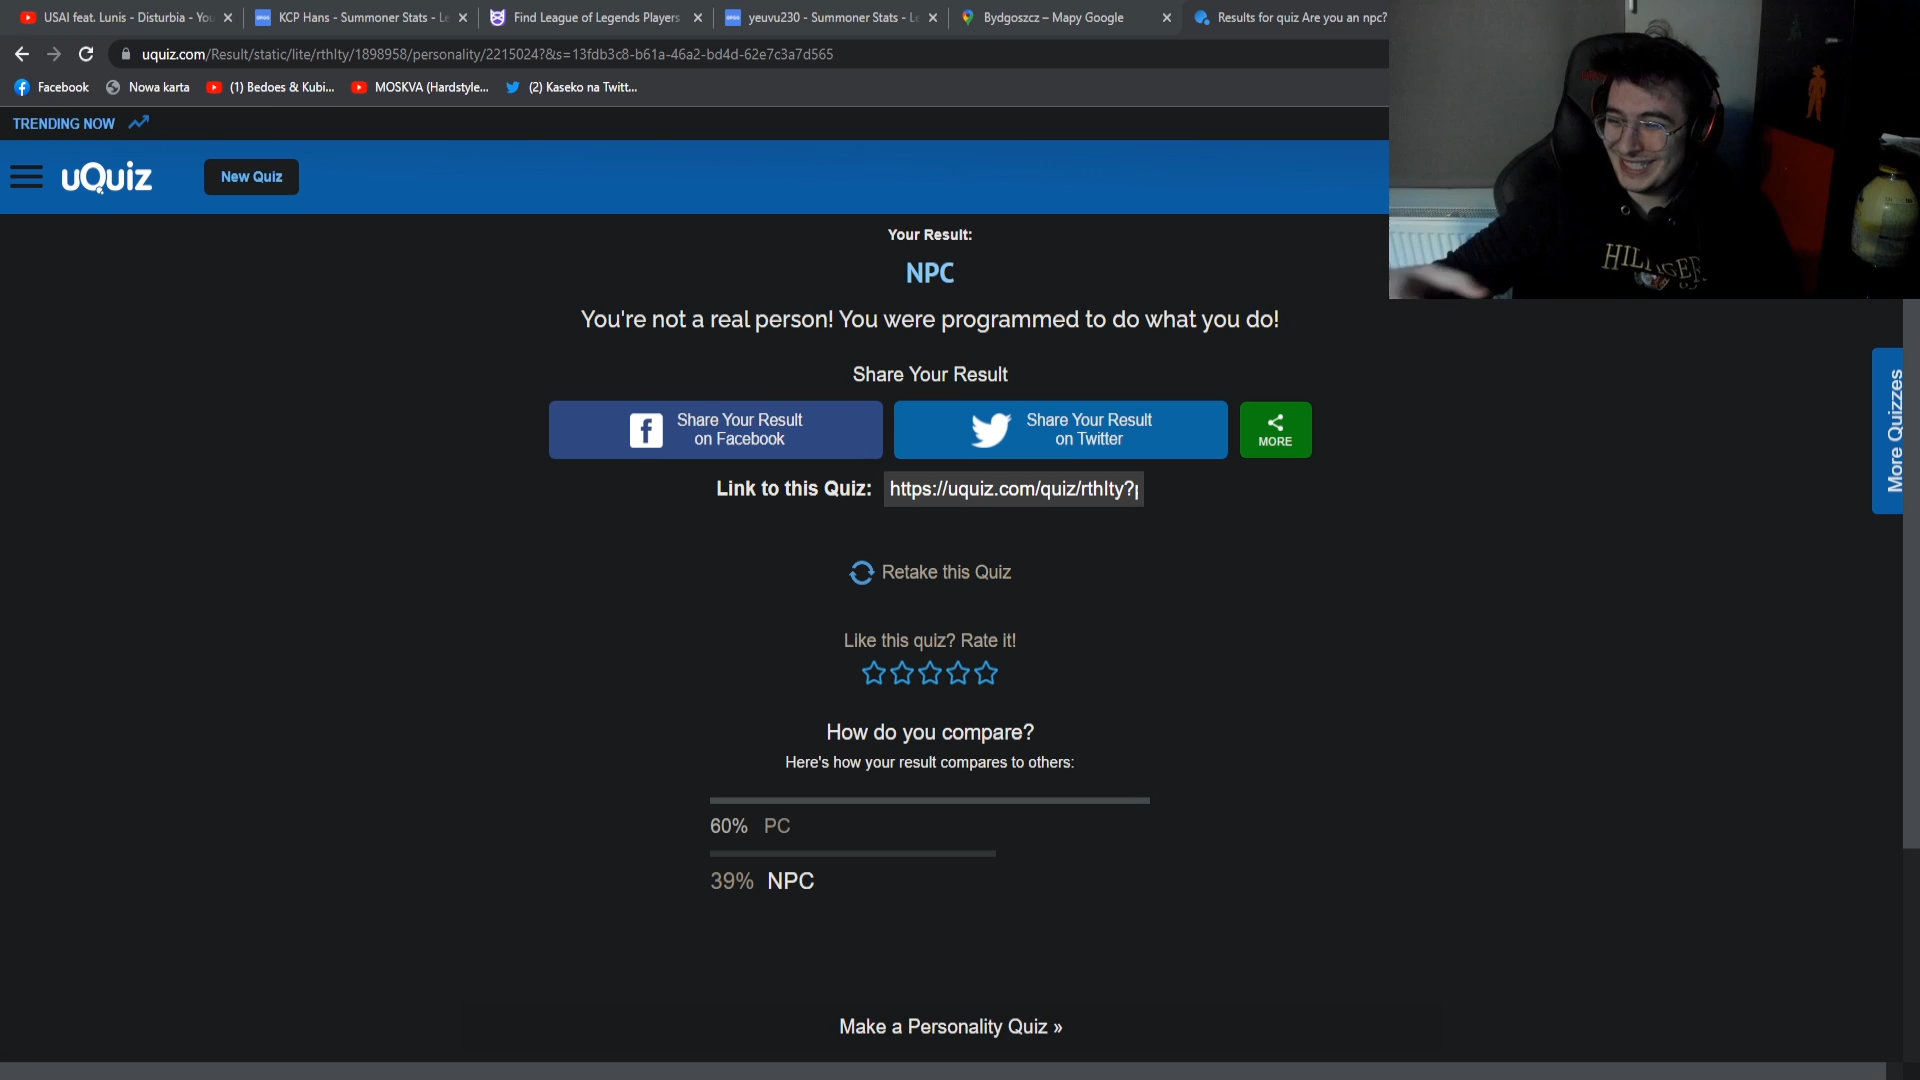 USAI feat. Lunis - Disturbia - You
KCP Hans - Summoner Stats - Le
Find League of Legends Players
yeuvu230 - Summoner Stats - Le
Bydgoszcz – Mapy Google
Results for quiz Are you an npc?
uquiz.com/Result/static/lite/rthIty/1898958/personality/2215024?&s=13fdb3c8-b61a-46a2-bd4d-62e7c3a7d565
Facebook
Nowa karta
(1) Bedoes & Kubi...
MOSKVA (Hardstyle...
(2) Kaseko na Twitt...
TRENDING NOW
uQuiz
New Quiz
HILFIGER
Your Result:
NPC
You're not a real person! You were programmed to do what you do!
Share Your Result
Share Your Result
on Facebook
Share Your Result
on Twitter
MORE
More Quizzes
Link to this Quiz: https://uquiz.com/quiz/rthIty?p
Retake this Quiz
Like this quiz? Rate it!
How do you compare?
Here's how your result compares to others:
60% PC
39% NPC
Make a Personality Quiz »